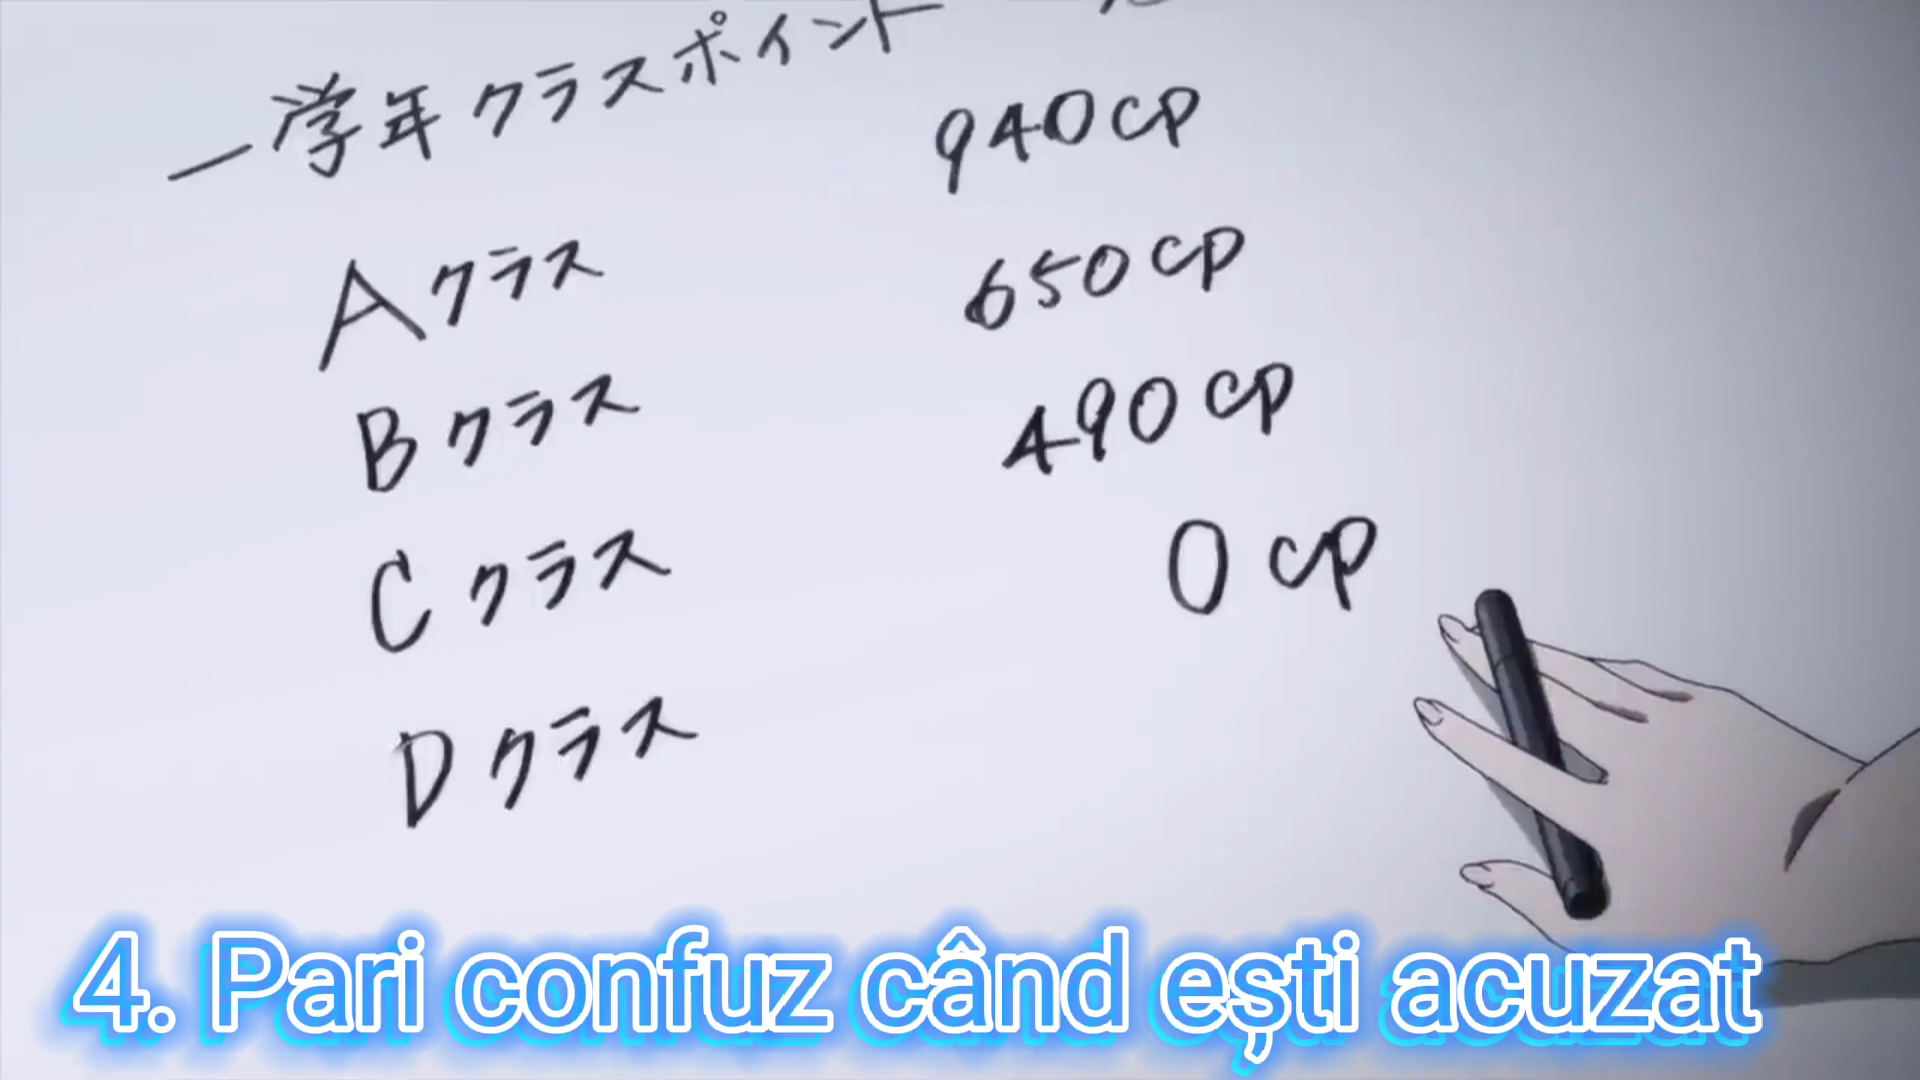 一学年クラスポイント
Aクラス 940cp
Bクラス 650cp
Cクラス 490cp
Dクラス 0cp
4. Pari confuz când ești acuzat